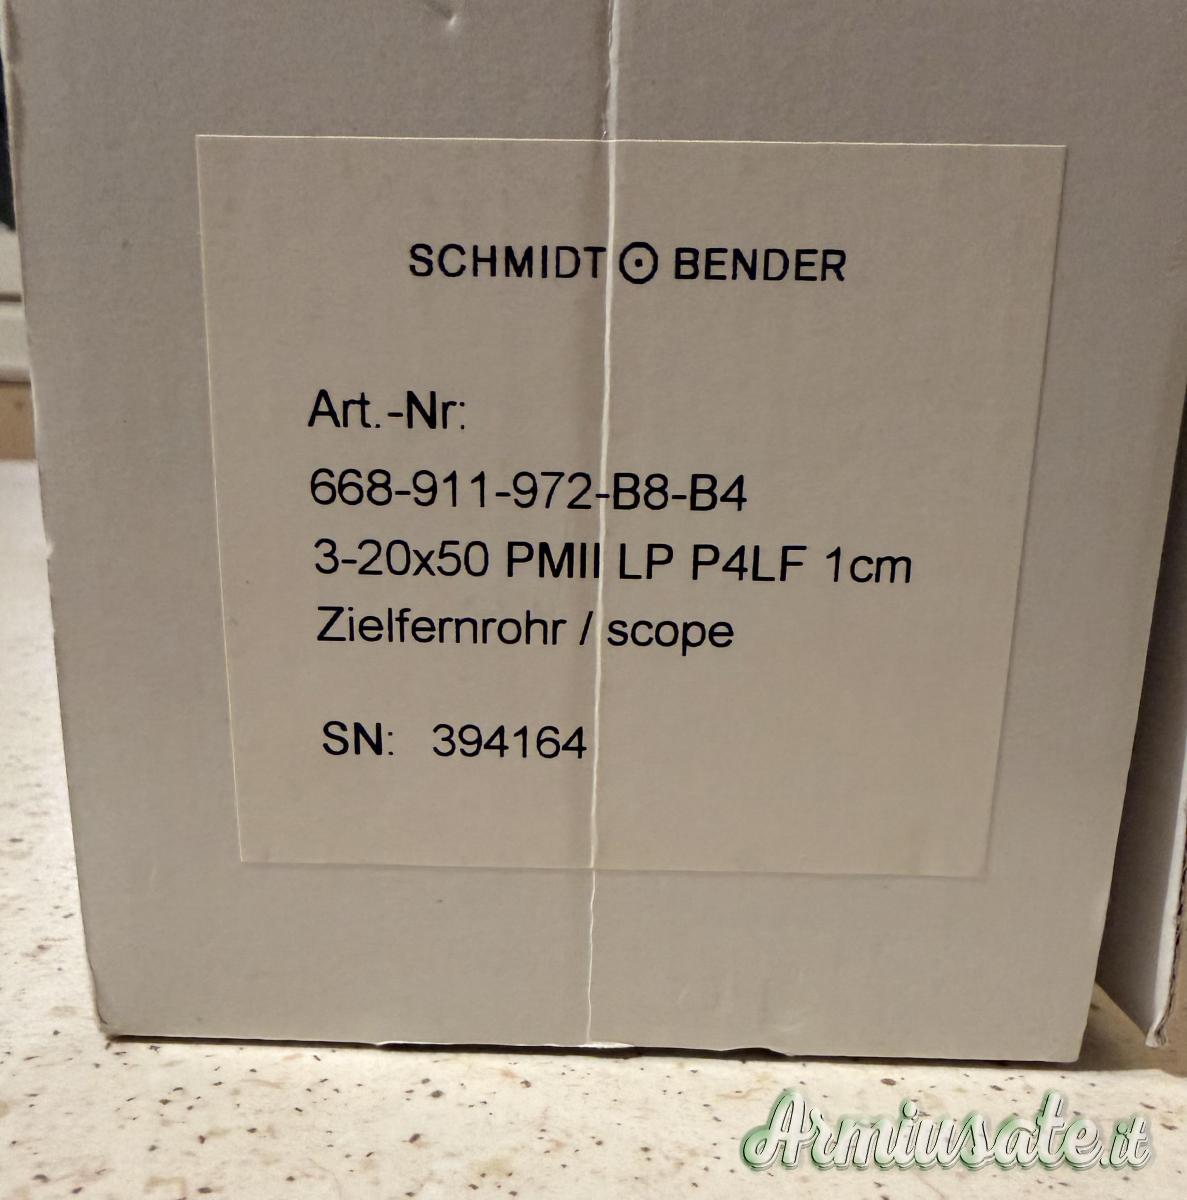 SCHMIDT BENDER
Art.-Nr:
668-911-972-B8-B4
3-20x50 PMII LP P4LF 1cm
Zielfernrohr / scope
SN: 394164
Armiusate.it